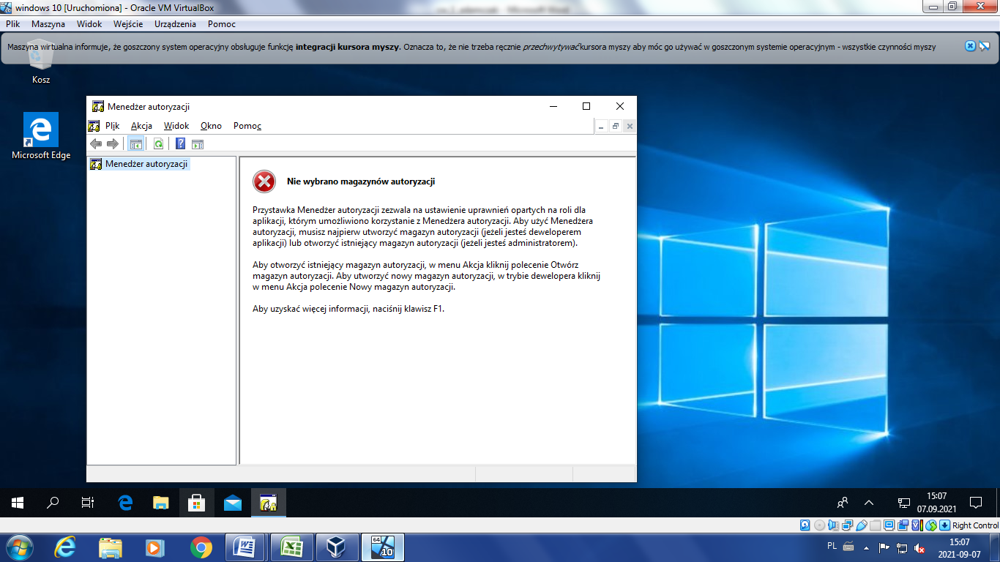 windows 10 [Uruchomiona] - Oracle VM VirtualBox
Plik Maszyna Widok Wejście Urządzenia Pomoc
Maszyna wirtualna informuje, że goszczony system operacyjny obsługuje funkcję integracji kursora myszy. Oznacza to, że nie trzeba ręcznie przechwytywać kursora myszy aby móc go używać w goszczonym systemie operacyjnym - wszystkie czynności myszy
Kosz
Microsoft Edge
Menedżer autoryzacji
Plik Akcja Widok Okno Pomoc
Menedżer autoryzacji
Nie wybrano magazynów autoryzacji
Przystawka Menedżer autoryzacji zezwala na ustawienie uprawnień opartych na roli dla
aplikacji, którym umożliwiono korzystanie z Menedżera autoryzacji. Aby użyć Menedżera
autoryzacji, musisz najpierw utworzyć magazyn autoryzacji (jeżeli jesteś deweloperem
aplikacji) lub otworzyć istniejący magazyn autoryzacji (jeżeli jesteś administratorem).
Aby otworzyć istniejący magazyn autoryzacji, w menu Akcja kliknij polecenie Otwórz
magazyn autoryzacji. Aby utworzyć nowy magazyn autoryzacji, w trybie dewelopera kliknij
w menu Akcja polecenie Nowy magazyn autoryzacji.
Aby uzyskać więcej informacji, naciśnij klawisz F1.
15:07
07.09.2021
Right Control
64
10
PL
15:07
2021-09-07